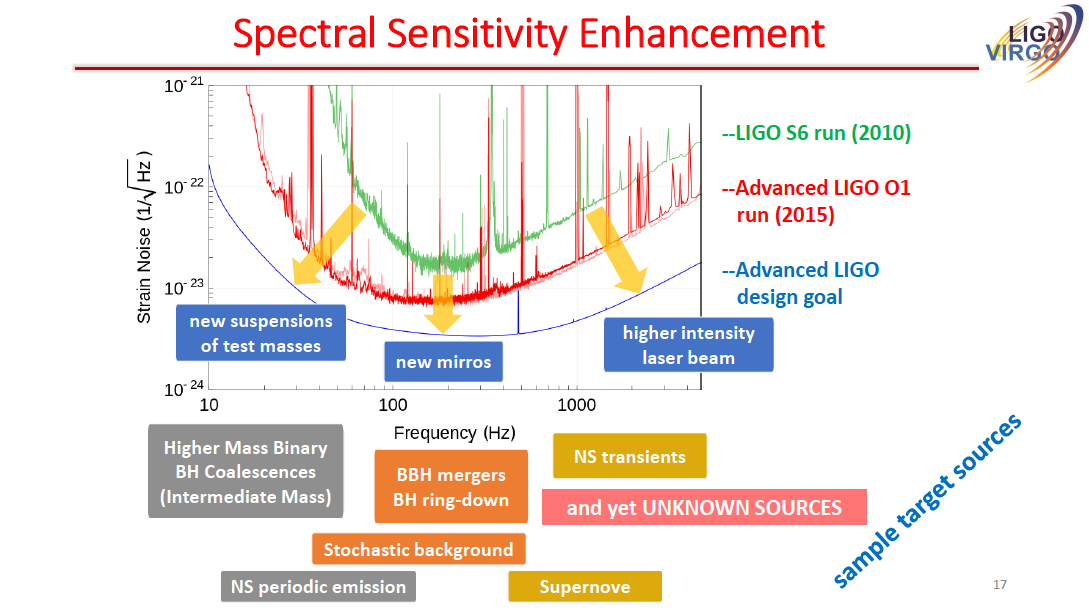 Spectral Sensitivity Enhancement
LIGO
VIRGO
10⁻²¹
10⁻²²
10⁻²³
10⁻²⁴
Strain Noise (1/√Hz )
10
100
1000
Frequency (Hz)
--LIGO S6 run (2010)
--Advanced LIGO O1
run (2015)
--Advanced LIGO
design goal
new suspensions
of test masses
new mirros
higher intensity
laser beam
Higher Mass Binary
BH Coalescences
(Intermediate Mass)
BBH mergers
BH ring-down
NS transients
and yet UNKNOWN SOURCES
Stochastic background
NS periodic emission
Supernove
sample target sources
17